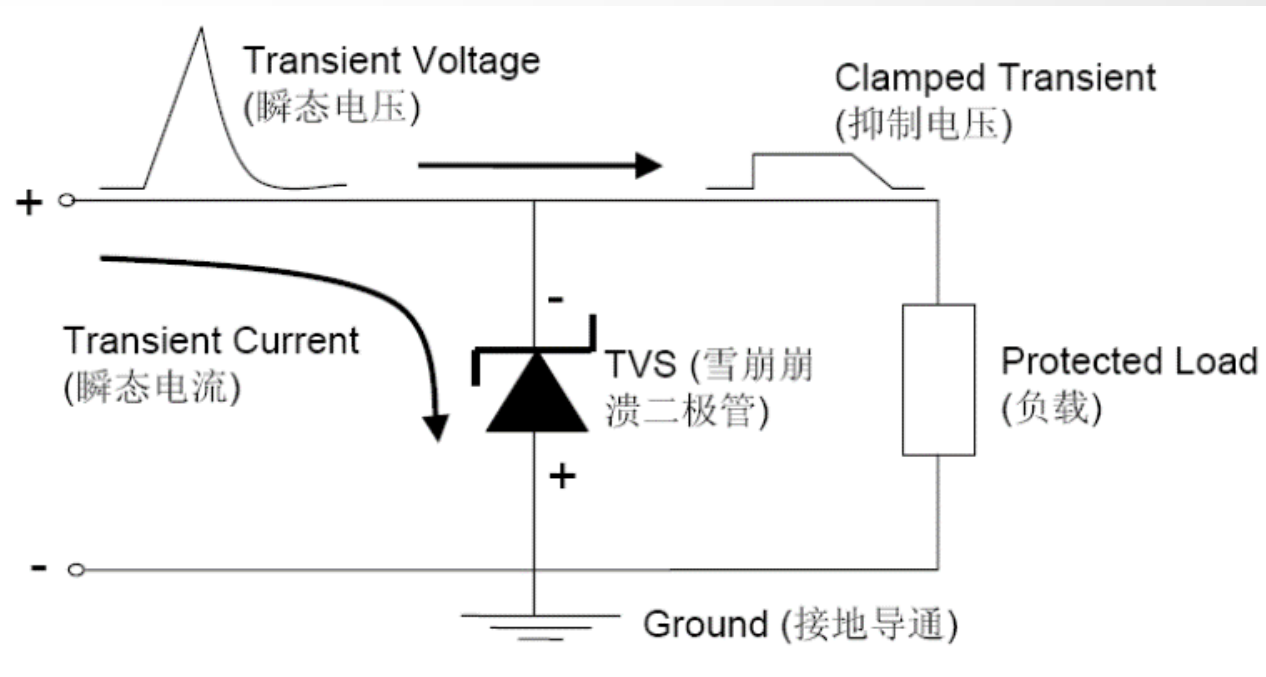 Transient Voltage
(瞬态电压)
Clamped Transient
(抑制电压)
+
Transient Current
(瞬态电流)
-
TVS (雪崩崩
溃二极管)
+
Protected Load
(负载)
-
Ground (接地导通)